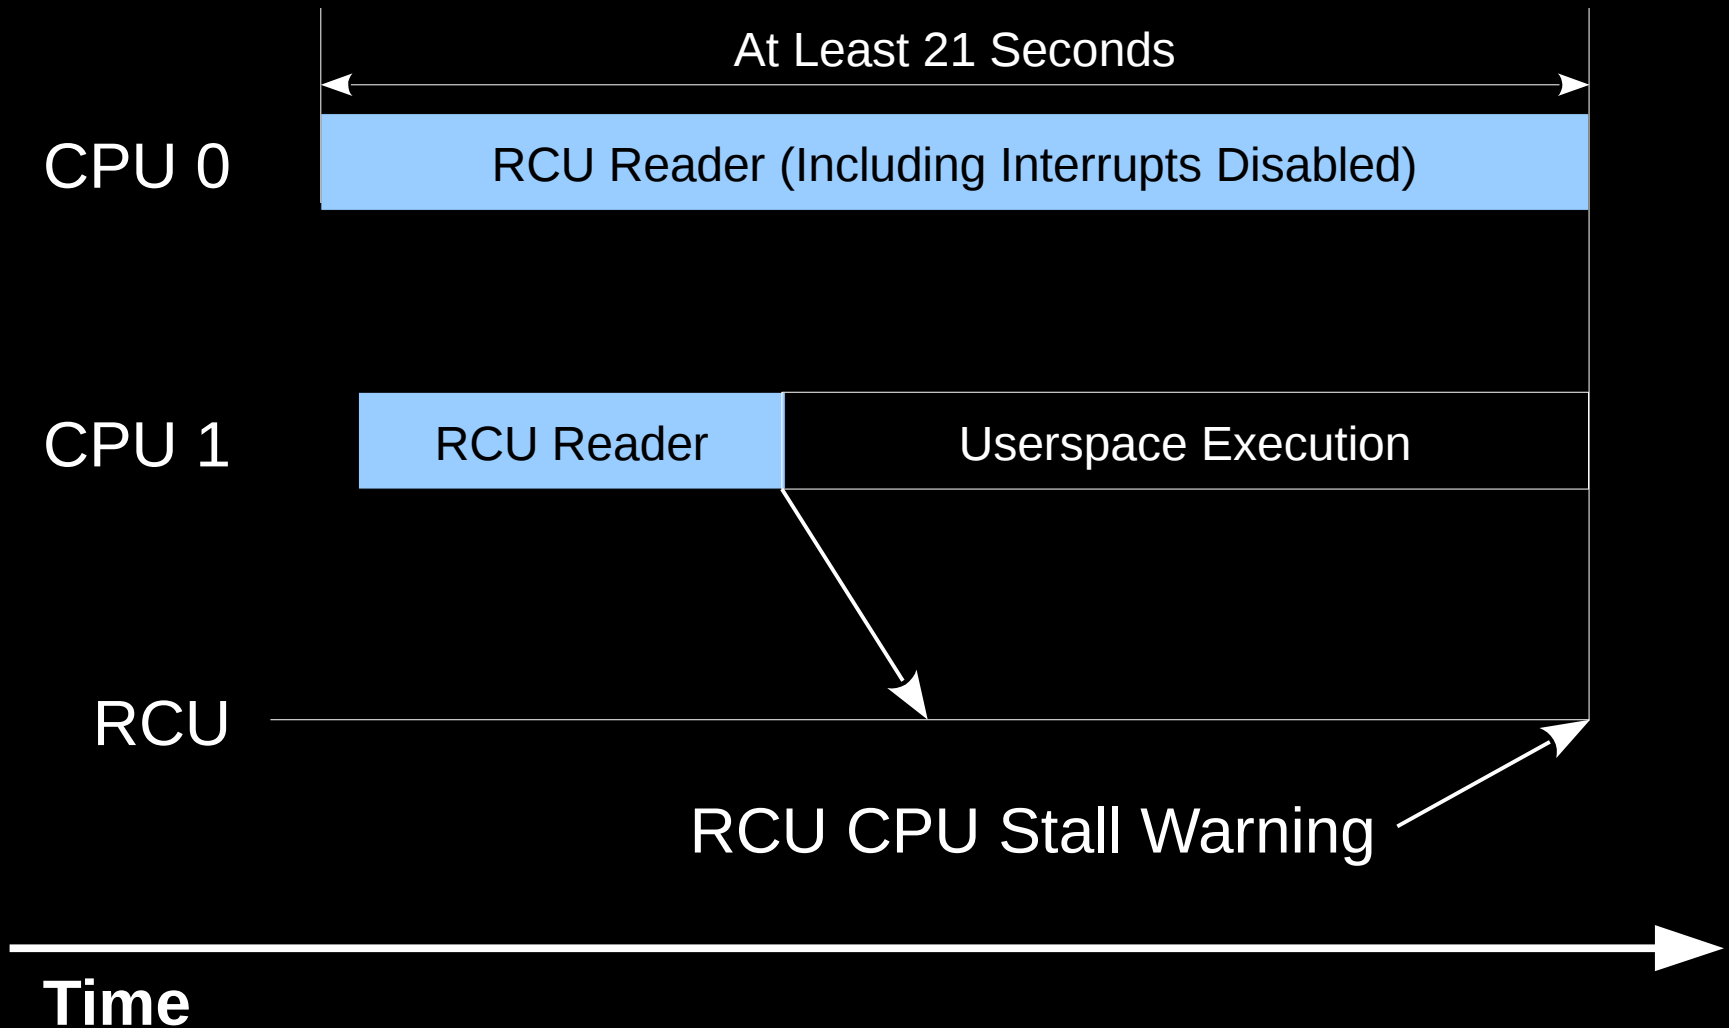 At Least 21 Seconds
CPU 0
RCU Reader (Including Interrupts Disabled)
CPU 1
RCU Reader
Userspace Execution
RCU
RCU CPU Stall Warning
Time